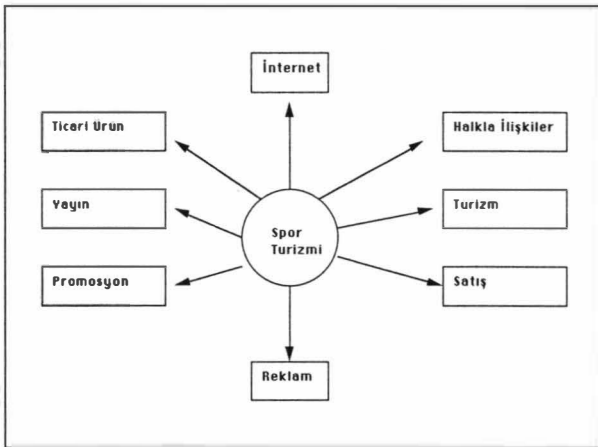 İnternet
Ticari Ürün
Halkla İlişkiler
Yayın
Turizm
Spor
Turizmi
Promosyon
Satış
Reklam